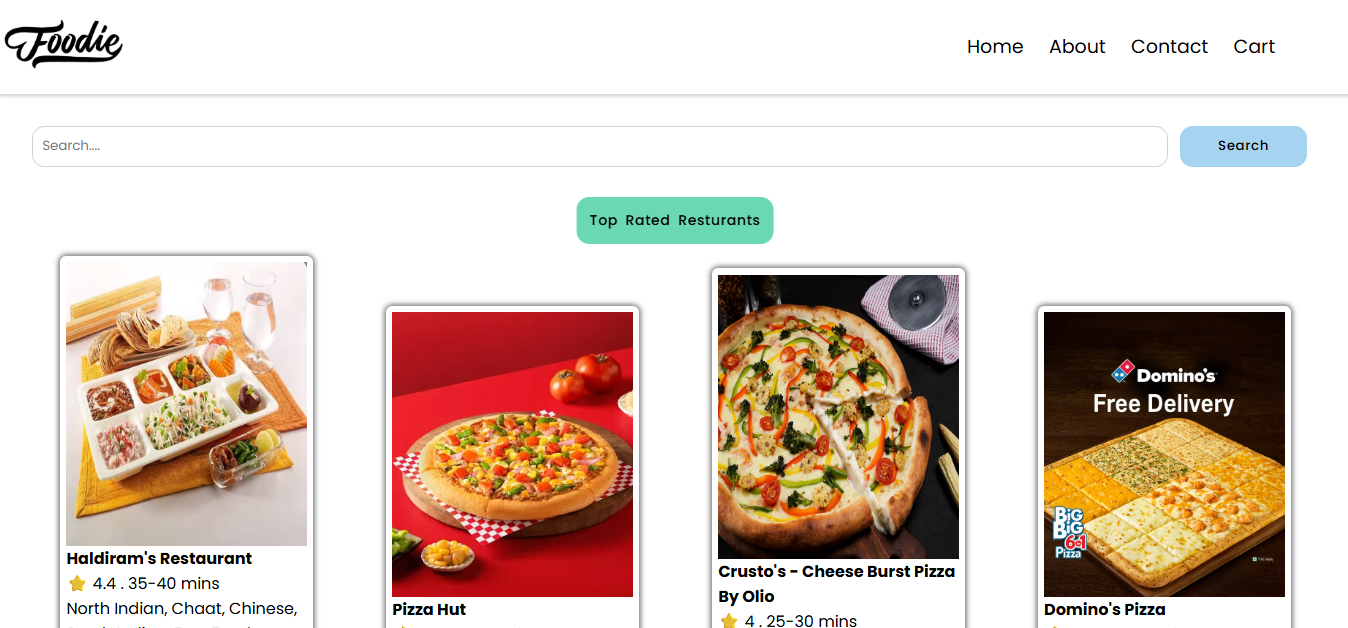 Foodie
Home About Contact Cart
Search....
Search
Top Rated Resturants
Haldiram's Restaurant
4.4 . 35-40 mins
North Indian, Chaat, Chinese,
Pizza Hut
Crusto's - Cheese Burst Pizza
By Olio
4 . 25-30 mins
Domino's
Free Delivery
BiG
BiG
6in1
Pizza
Domino's Pizza